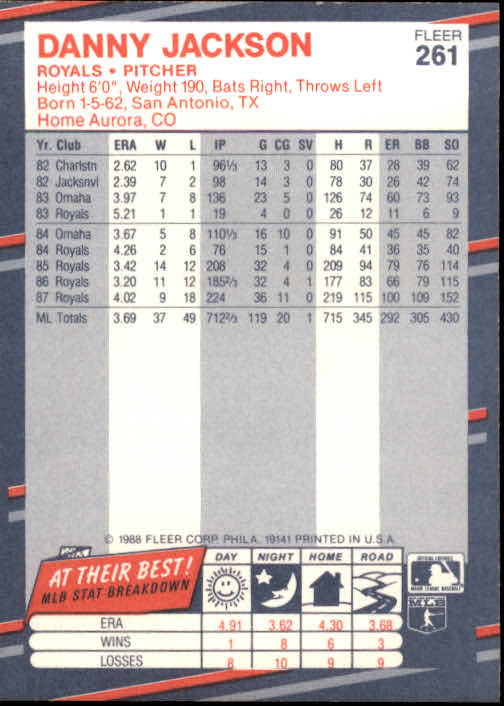 DANNY JACKSON
FLEER
261
ROYALS • PITCHER
Height 6'0", Weight 190, Bats Right, Throws Left
Born 1-5-62, San Antonio, TX
Home Aurora, CO
Yr. Club ERA W L IP G CG SV H R ER BB SO
82 Charlstn 2.62 10 1 96⅓ 13 3 0 80 37 28 39 62
82 Jacksnvl 2.39 7 2 98 14 3 0 78 30 26 42 74
83 Omaha 3.97 7 8 136 23 5 0 126 74 60 73 93
83 Royals 5.21 1 1 19 4 0 0 26 12 11 6 9
84 Omaha 3.67 5 8 110⅓ 16 10 0 91 50 45 45 82
84 Royals 4.26 2 6 76 15 1 0 84 41 36 35 40
85 Royals 3.42 14 12 208 32 4 0 209 94 79 76 114
86 Royals 3.20 11 12 185⅔ 32 4 1 177 83 66 79 115
87 Royals 4.02 9 18 224 36 11 0 219 115 100 109 152
ML Totals 3.69 37 49 712⅔ 119 20 1 715 345 292 305 430
© 1988 FLEER CORP. PHILA. 19141 PRINTED IN U.S.A.
AT THEIR BEST!
MLB STAT BREAKDOWN
DAY NIGHT HOME ROAD
ERA 4.91 3.62 4.30 3.68
WINS 1 8 6 3
LOSSES 8 10 9 9
OFFICIAL LICENSEE
MAJOR LEAGUE BASEBALL
MLB